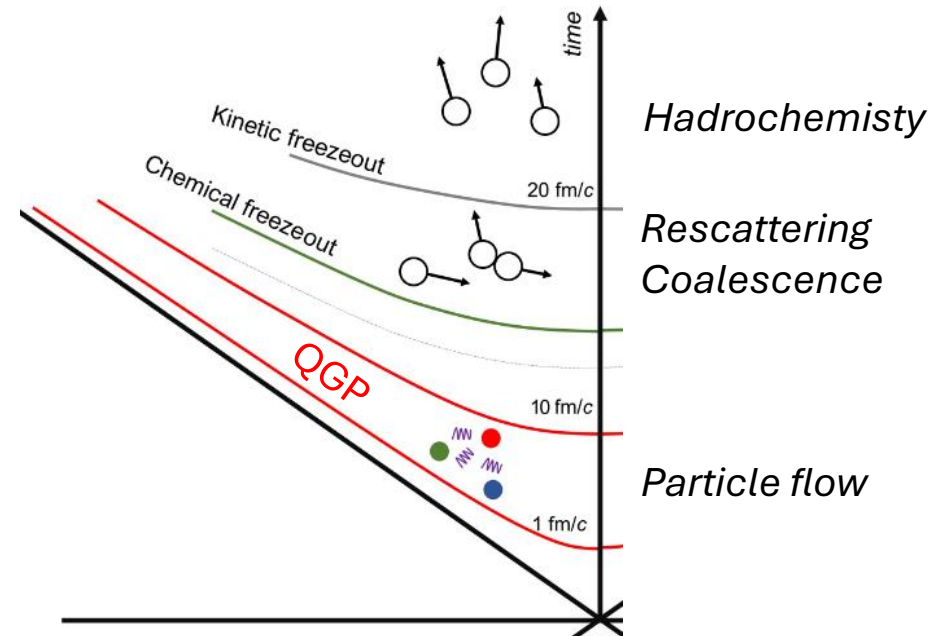 time
Hadrochemisty
Kinetic freezeout
20 fm/c
Chemical freezeout
Rescattering
Coalescence
QGP
10 fm/c
Particle flow
1 fm/c